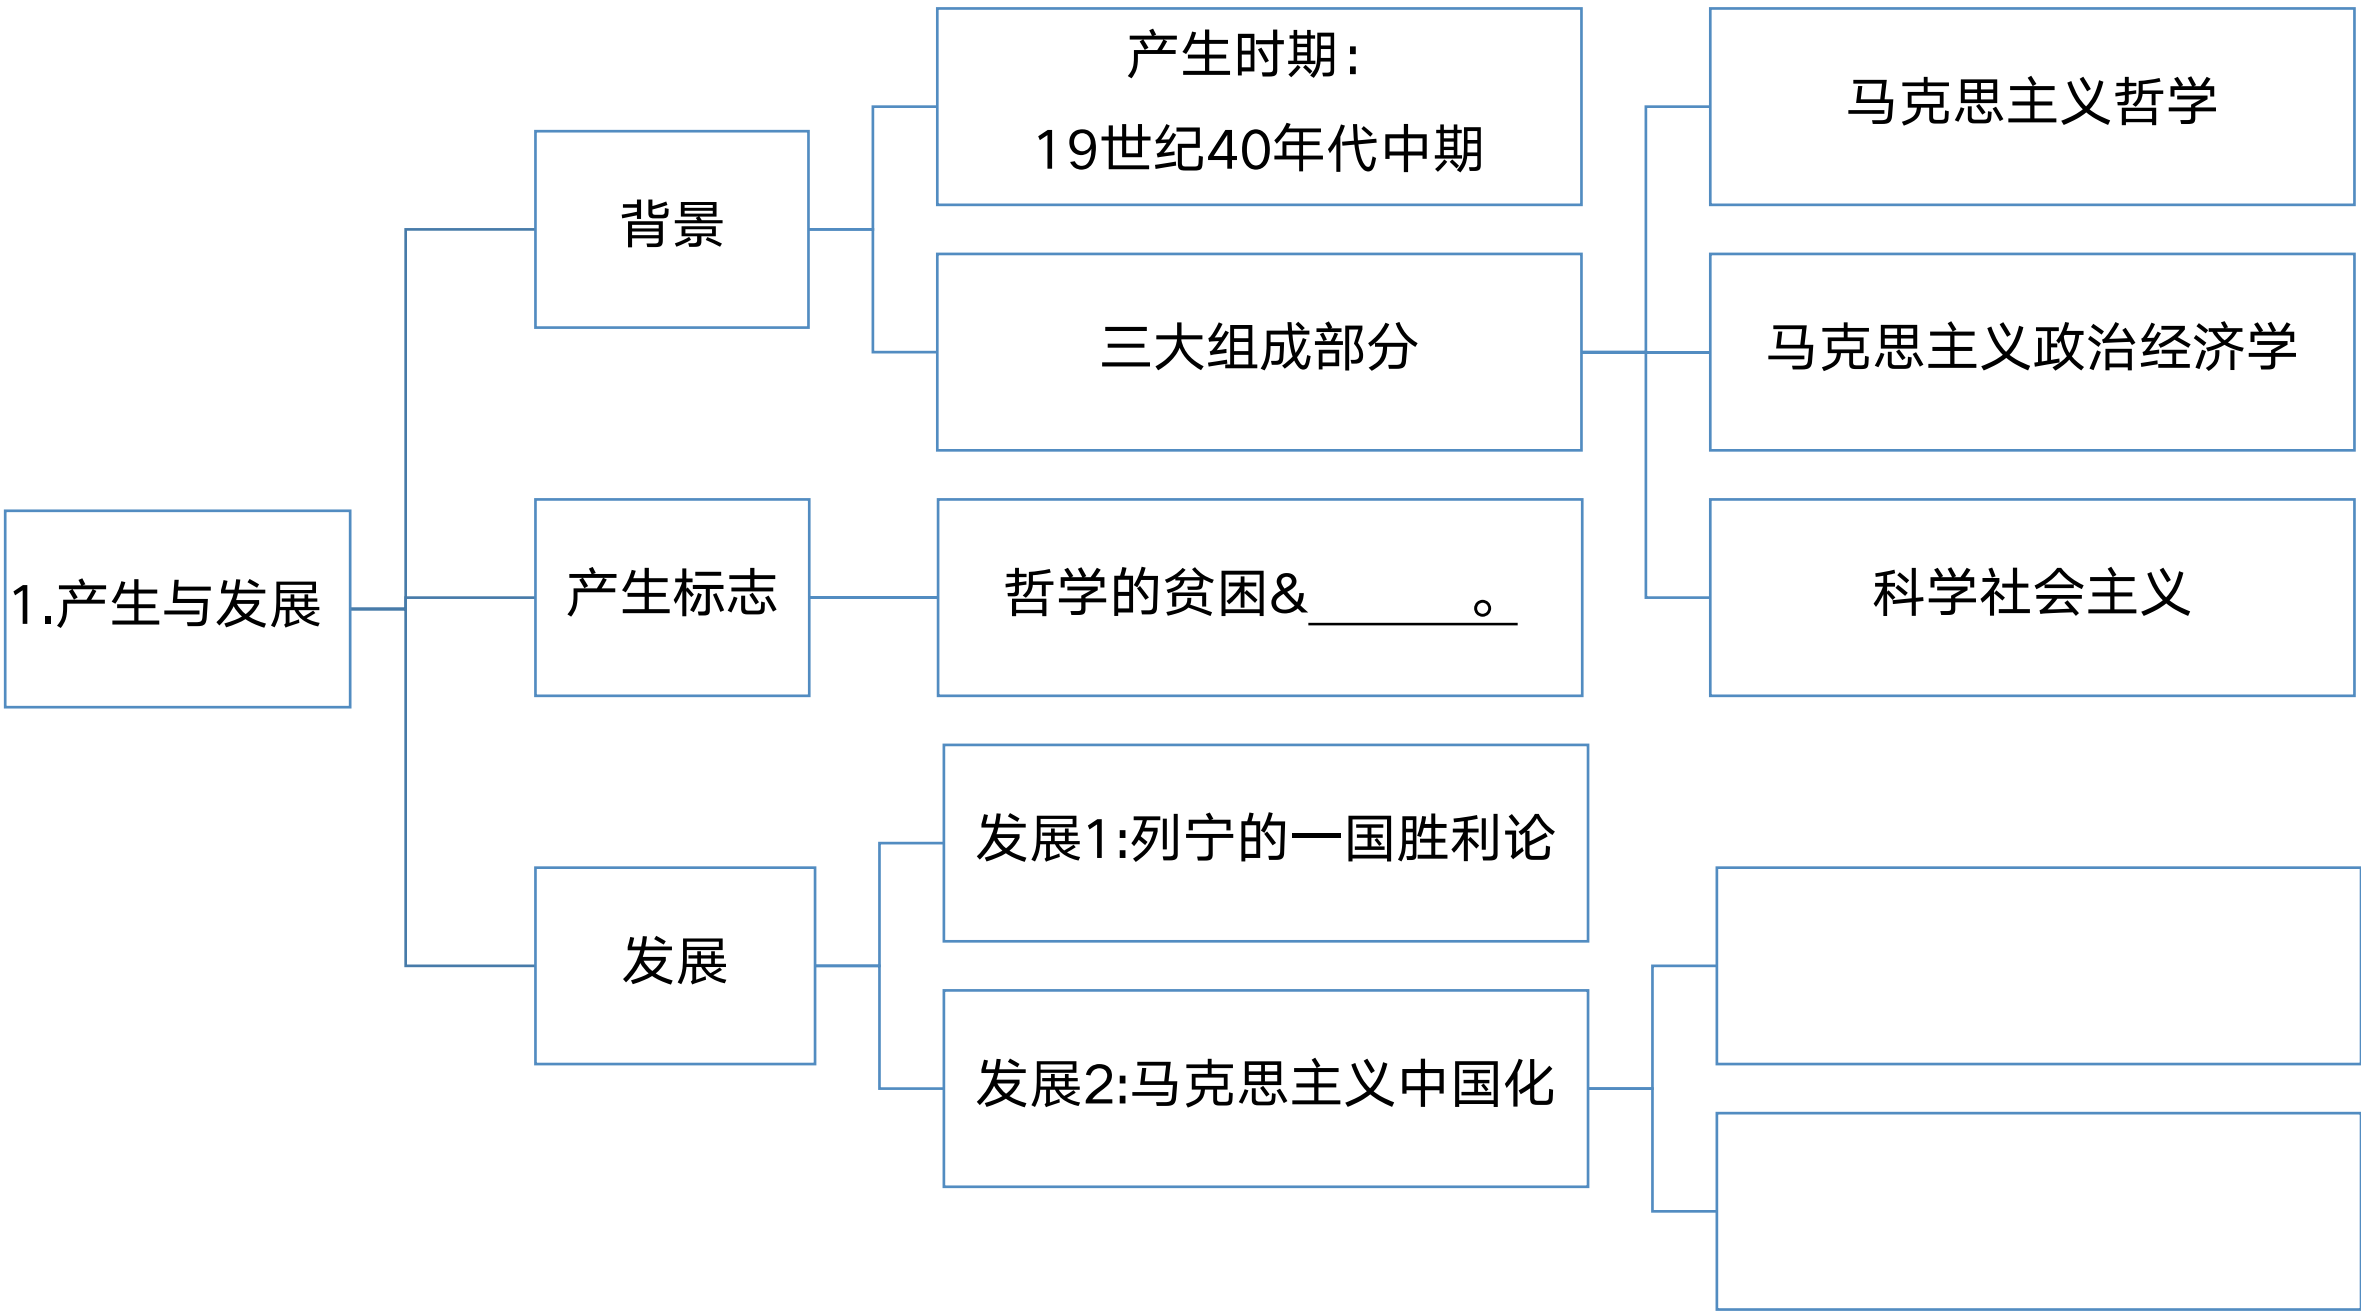 1.产生与发展
背景
产生时期：
19世纪40年代中期
三大组成部分
马克思主义哲学
马克思主义政治经济学
科学社会主义
产生标志
哲学的贫困&________。
发展
发展1:列宁的一国胜利论
发展2:马克思主义中国化